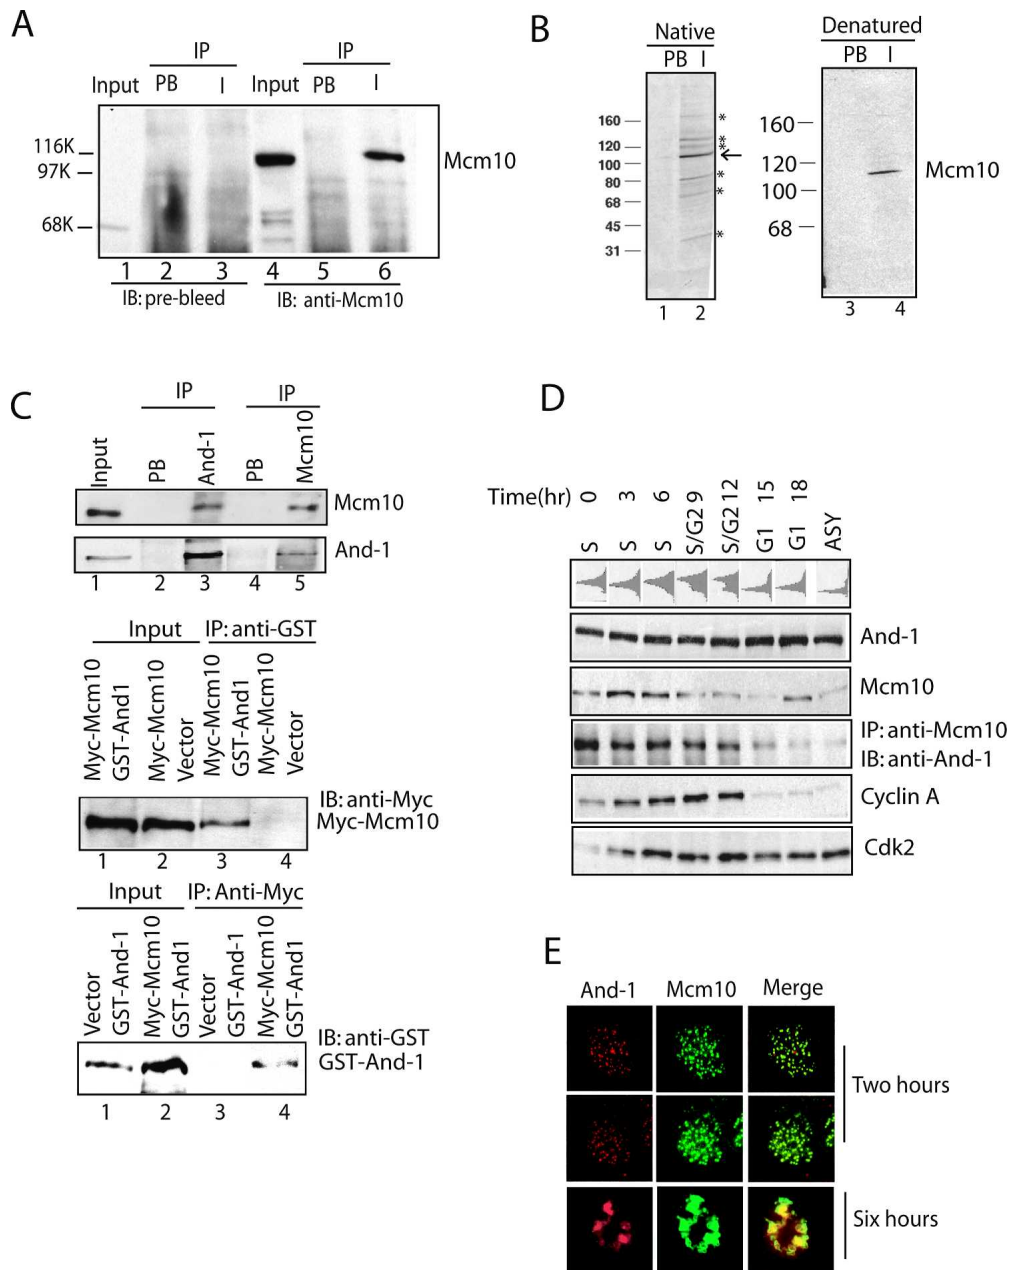 A
IP
IP
Input PB I Input PB I
116K
97K
68K
Mcm10
1 2 3 4 5 6
IB: pre-bleed
IB: anti-Mcm10
B
Native
PB I
160
120
100
80
68
45
31
*
*
*
*
*
*
1 2
Denatured
PB I
160
120
100
68
Mcm10
3 4
C
IP
IP
Input
PB
And-1
PB
Mcm10
Mcm10
And-1
1 2 3 4 5
Input
IP: anti-GST
Myc-Mcm10
GST-And1
Myc-Mcm10
Vector
Myc-Mcm10
GST-And1
Myc-Mcm10
Vector
IB: anti-Myc
Myc-Mcm10
1 2 3 4
Input
IP: Anti-Myc
Vector
GST-And-1
Myc-Mcm10
GST-And1
Vector
GST-And-1
Myc-Mcm10
GST-And1
IB: anti-GST
GST-And-1
1 2 3 4
D
Time(hr) 0 3 6 9 12 15 18
S S S S/G2 S/G2 G1 G1 ASY
And-1
Mcm10
IP: anti-Mcm10
IB: anti-And-1
Cyclin A
Cdk2
E
And-1 Mcm10 Merge
Two hours
Six hours